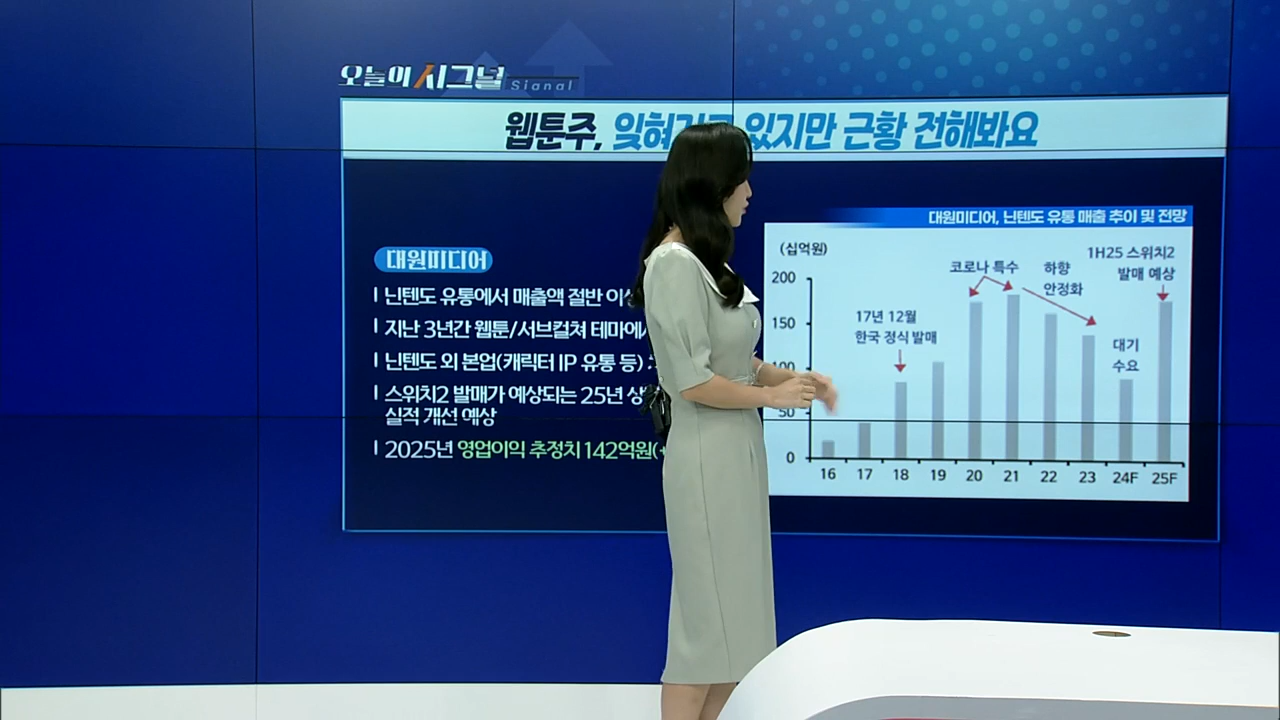 오늘의 시그널
Signal
웹툰주, 있지만 근황 전해봐요
대원미디어, 닌텐도 유통 매출 추이 및 전망
대원미디어
닌텐도 유통에서 매출액 절반
지난 3년간 웹툰/서브컬쳐
닌텐도 외 본업(캐릭터 IP 유통 등)
스위치2 발매가 예상되는 25년
실적 개선 예상
2025년 영업이익 추정치 142억원
(십억원)
200
150
100
50
0
17년 12월
한국 정식 발매
코로나 특수
하향
안정화
대기
수요
1H25 스위치2
발매 예상
16 17 18 19 20 21 22 23 24F 25F